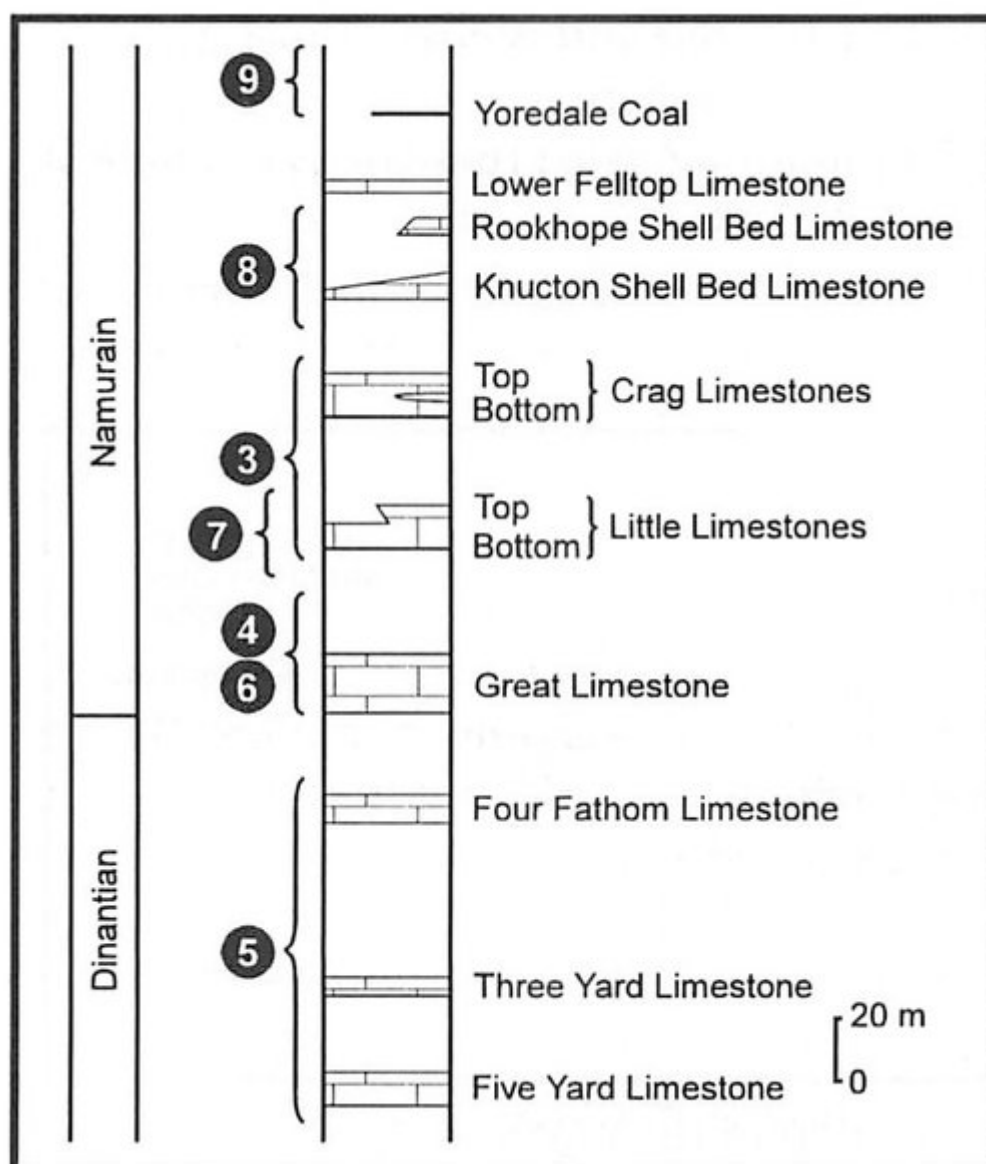 9
Yoredale Coal
Lower Felltop Limestone
Rookhope Shell Bed Limestone
8
Knucton Shell Bed Limestone
Namurain
Top
Bottom
Crag Limestones
3
Top
Bottom
Little Limestones
7
4
6
Great Limestone
Four Fathom Limestone
Dinantian
5
Three Yard Limestone
20 m
0
Five Yard Limestone